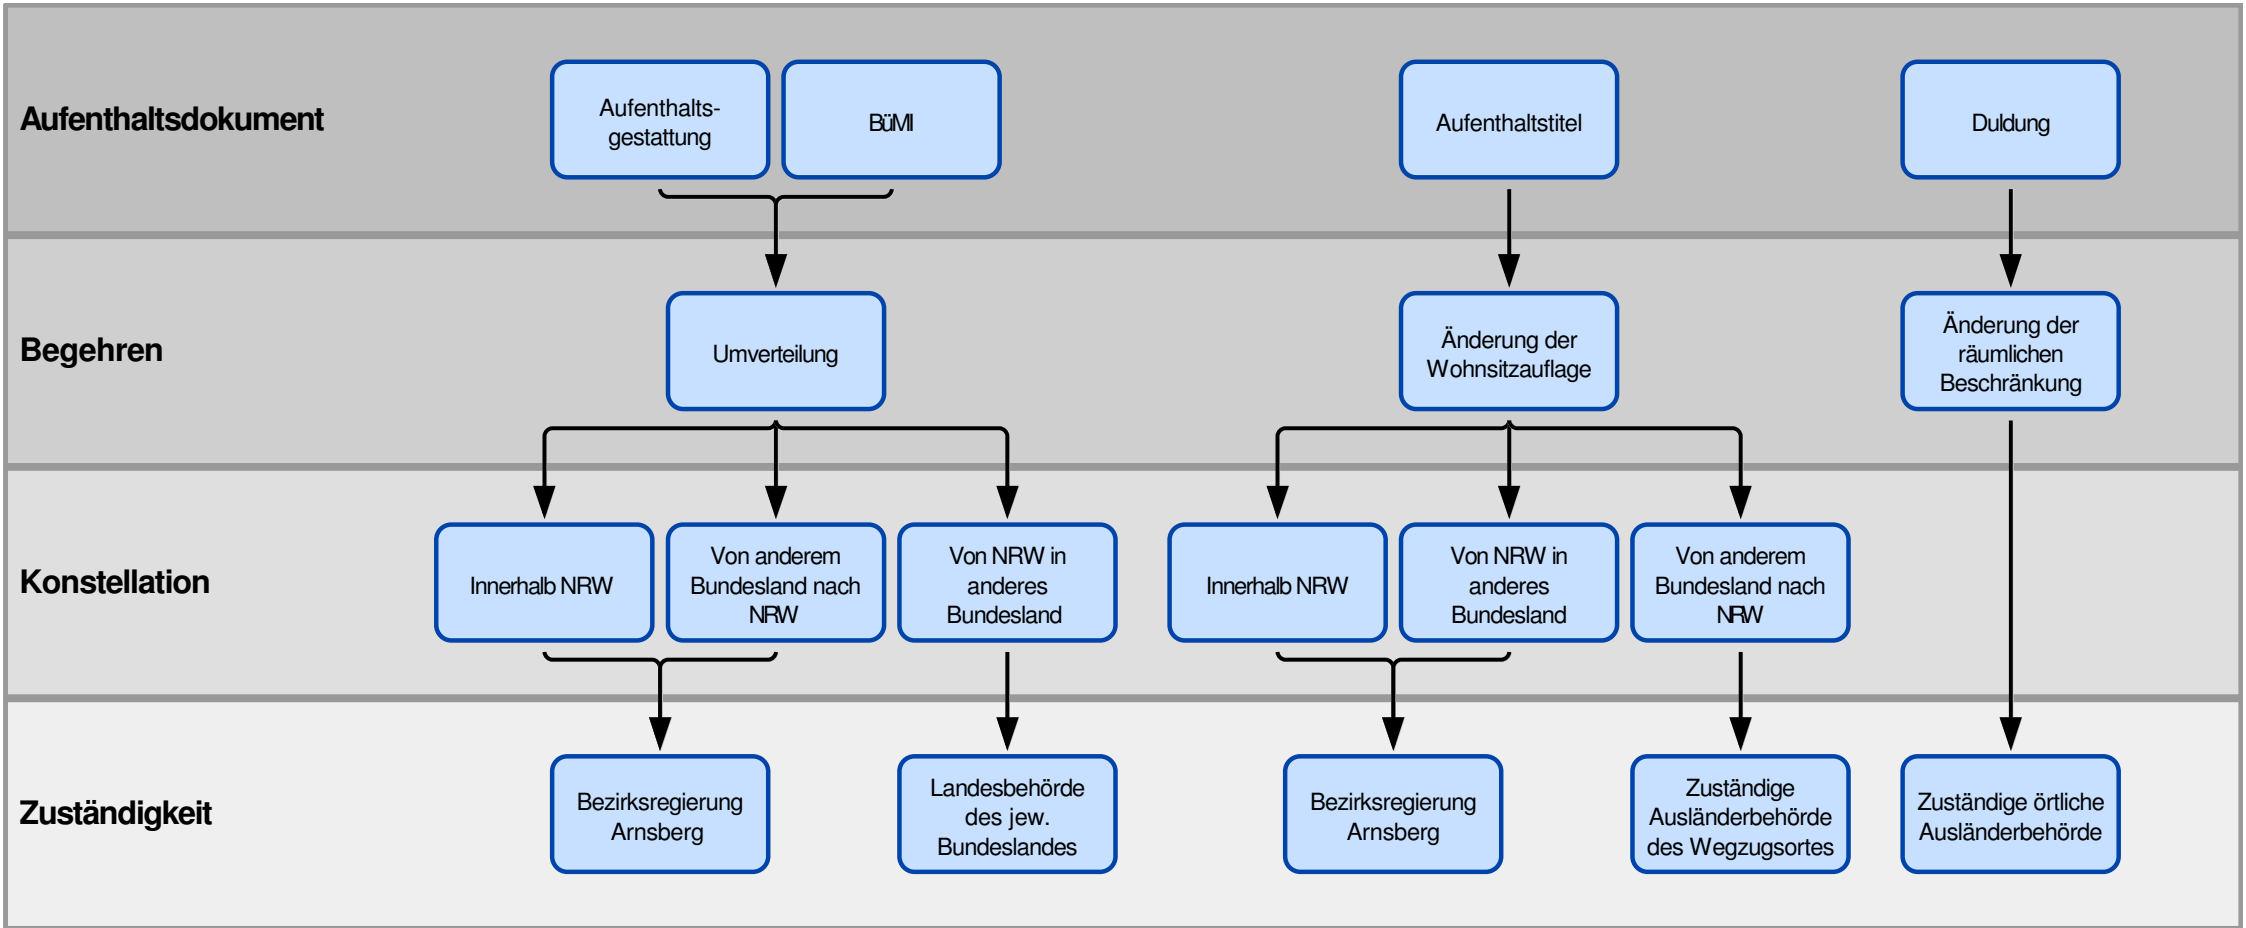 Aufenthaltsdokument
Aufenthalts-
gestattung
BüMI
Aufenthaltstitel
Duldung
Begehren
Umverteilung
Änderung der
Wohnsitzauflage
Änderung der
räumlichen
Beschränkung
Konstellation
Innerhalb NRW
Von anderem
Bundesland nach
NRW
Von NRW in
anderes
Bundesland
Innerhalb NRW
Von NRW in
anderes
Bundesland
Von anderem
Bundesland nach
NRW
Zuständigkeit
Bezirksregierung
Arnsberg
Landesbehörde
des jew.
Bundeslandes
Bezirksregierung
Arnsberg
Zuständige
Ausländerbehörde
des Wegzugsortes
Zuständige örtliche
Ausländerbehörde